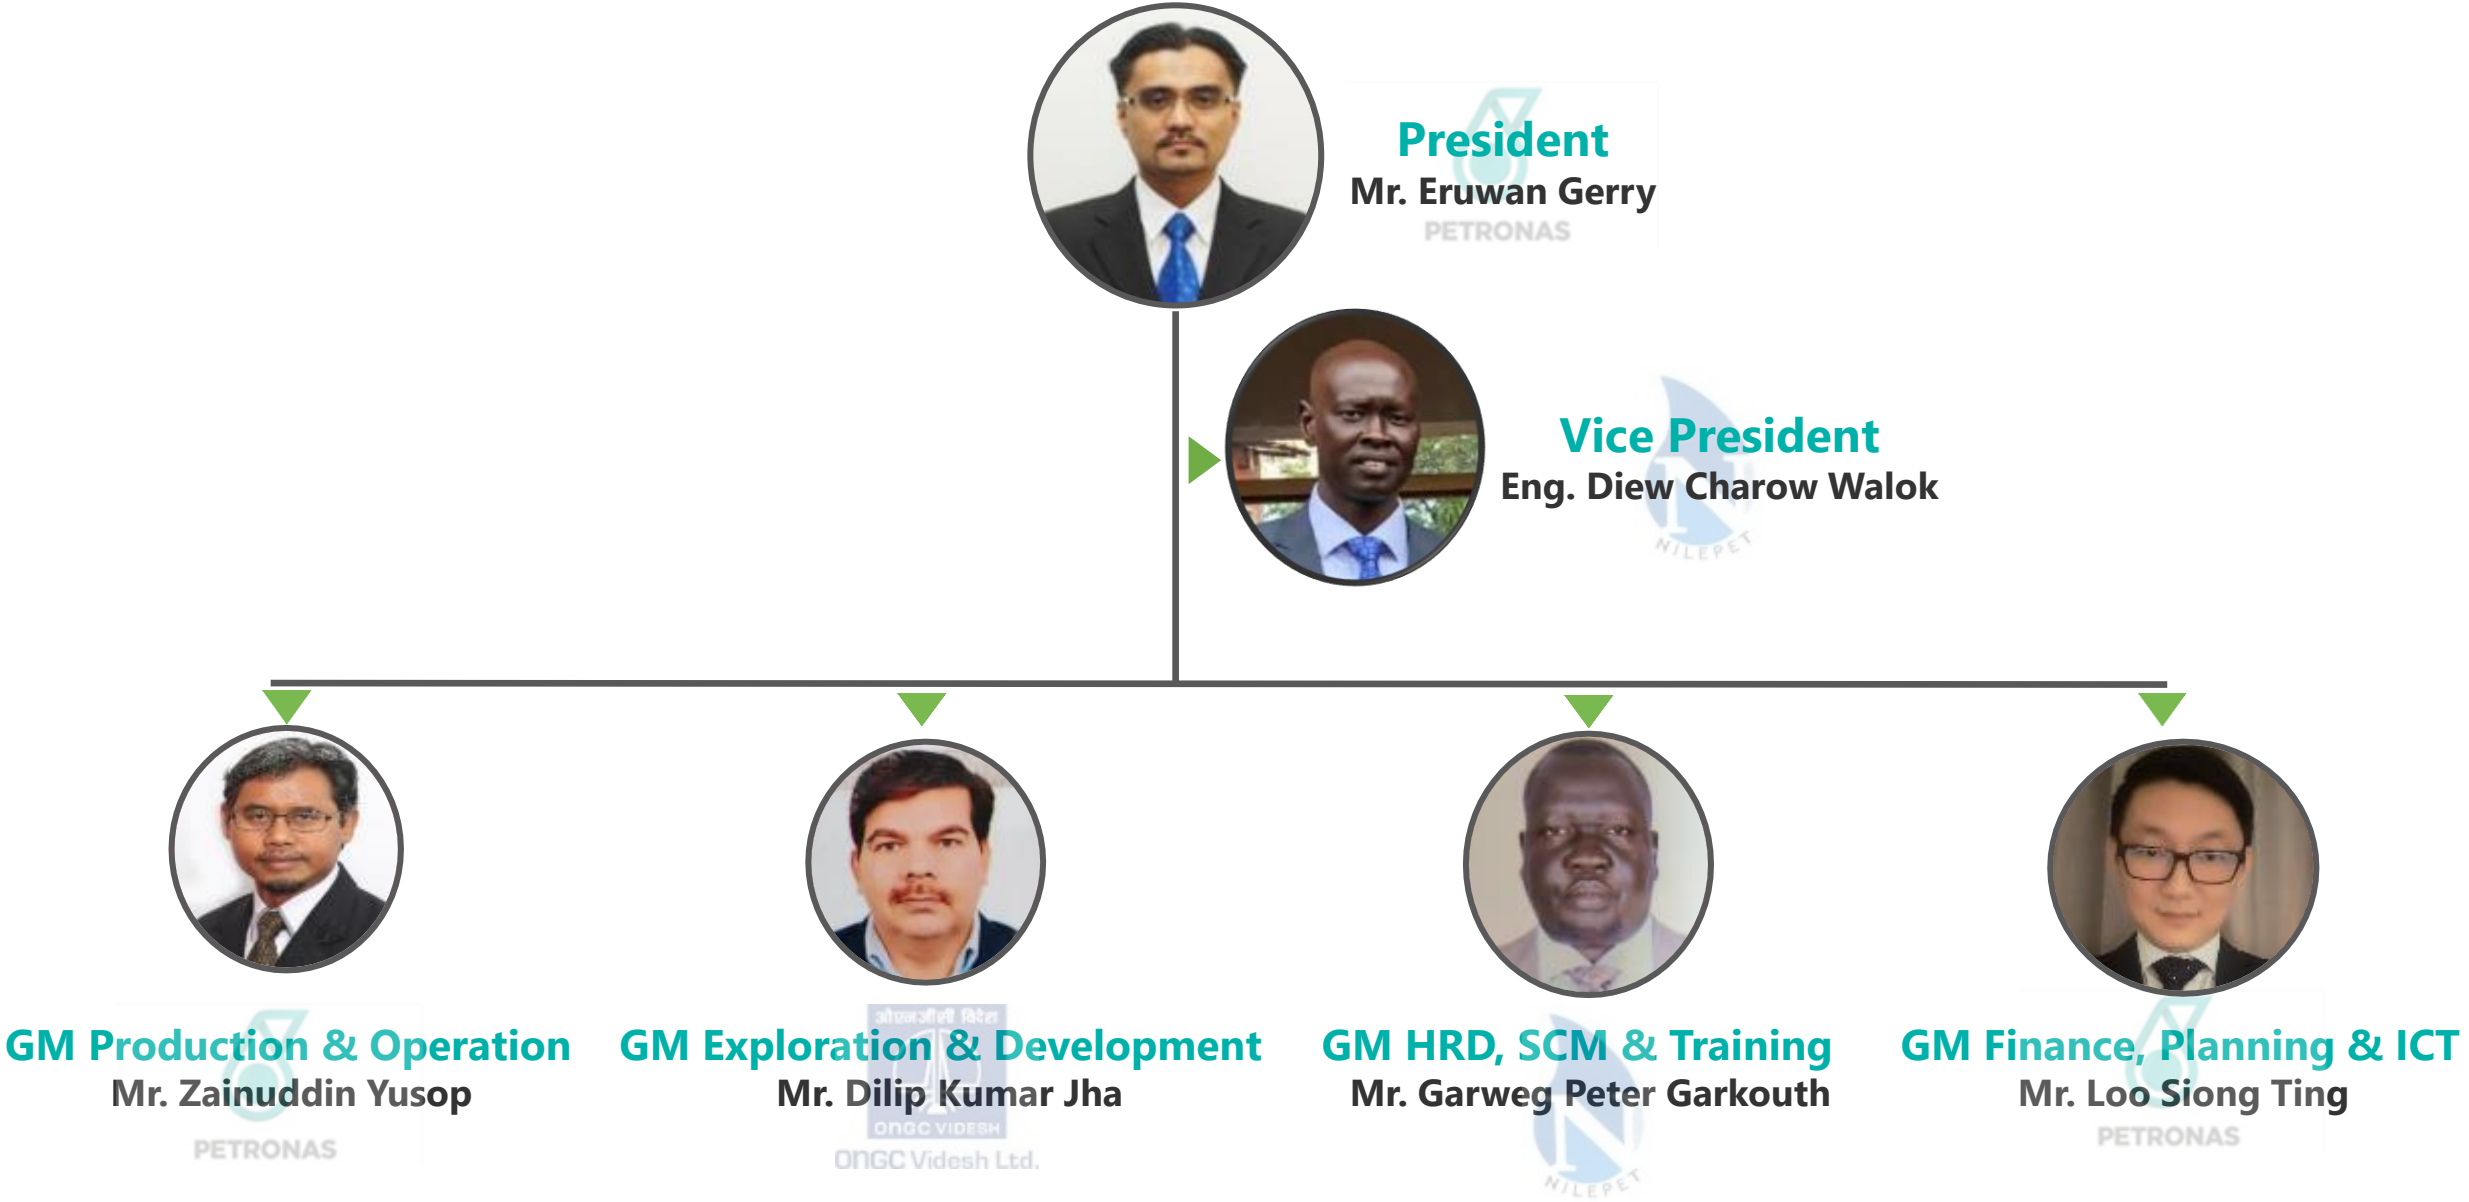 President
Mr. Eruwan Gerry
PETRONAS
Vice President
Eng. Diew Charow Walok
NILEPET
GM Production & Operation
Mr. Zainuddin Yusop
PETRONAS
ओएनजीसी विदेश
GM Exploration & Development
Mr. Dilip Kumar Jha
ONGC VIDESH
ONGC Videsh Ltd.
GM HRD, SCM & Training
Mr. Garweg Peter Garkouth
NILEPET
GM Finance, Planning & ICT
Mr. Loo Siong Ting
PETRONAS